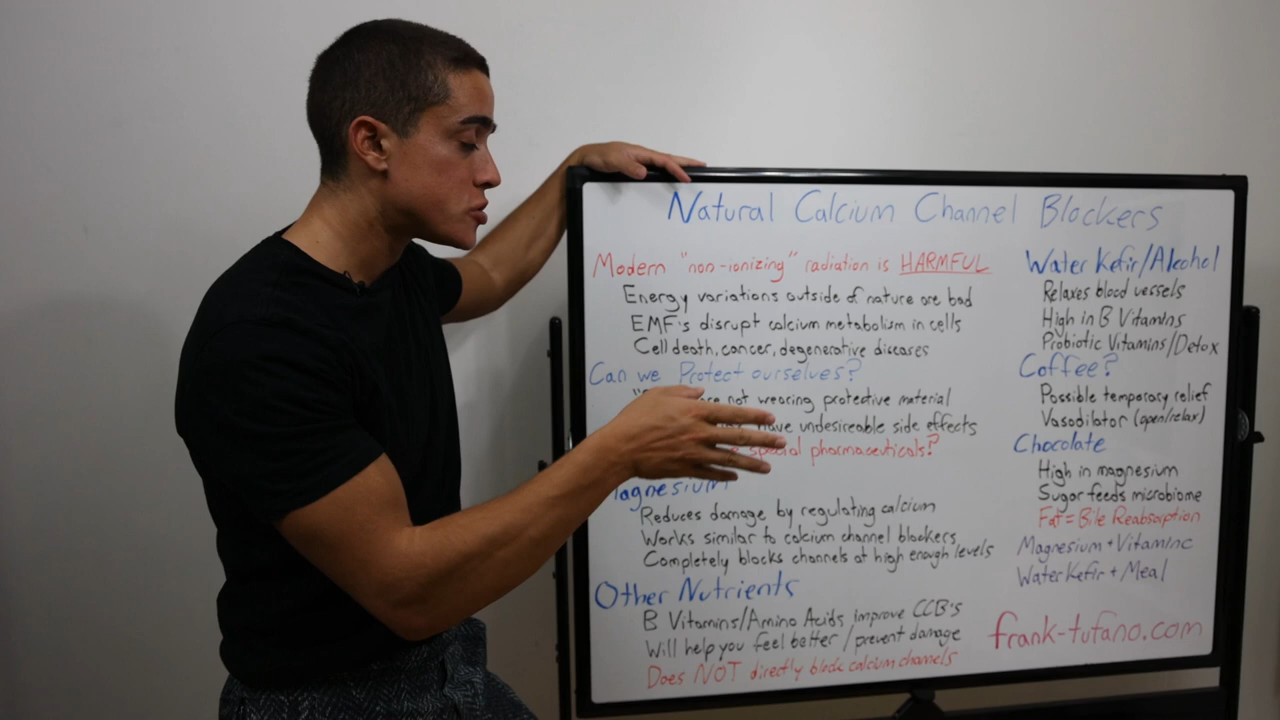 Natural Calcium Channel Blockers
Modern "non-ionizing" radiation is HARMFUL
Energy variations outside of nature are bad
EMF's disrupt calcium metabolism in cells
Cell death, cancer, degenerative diseases
Can we Protect ourselves?
not wearing protective material
have undesireable side effects
special pharmaceuticals?
Magnesium
Reduces damage by regulating calcium
Works similar to calcium channel blockers
Completely blocks channels at high enough levels
Other Nutrients
B Vitamins/Amino Acids improve CCB's
Will help you feel better / prevent damage
Does NOT directly block calcium channels
Water Kefir/Alcohol
Relaxes blood vessels
High in B Vitamins
Probiotic Vitamins/Detox
Coffee?
Possible temporary relief
Vasodilator (open/relax)
Chocolate
High in magnesium
Sugar feeds microbiome
Fat = Bile Reabsorption
Magnesium + Vitamin C
Water Kefir + Meal
frank-tufano.com